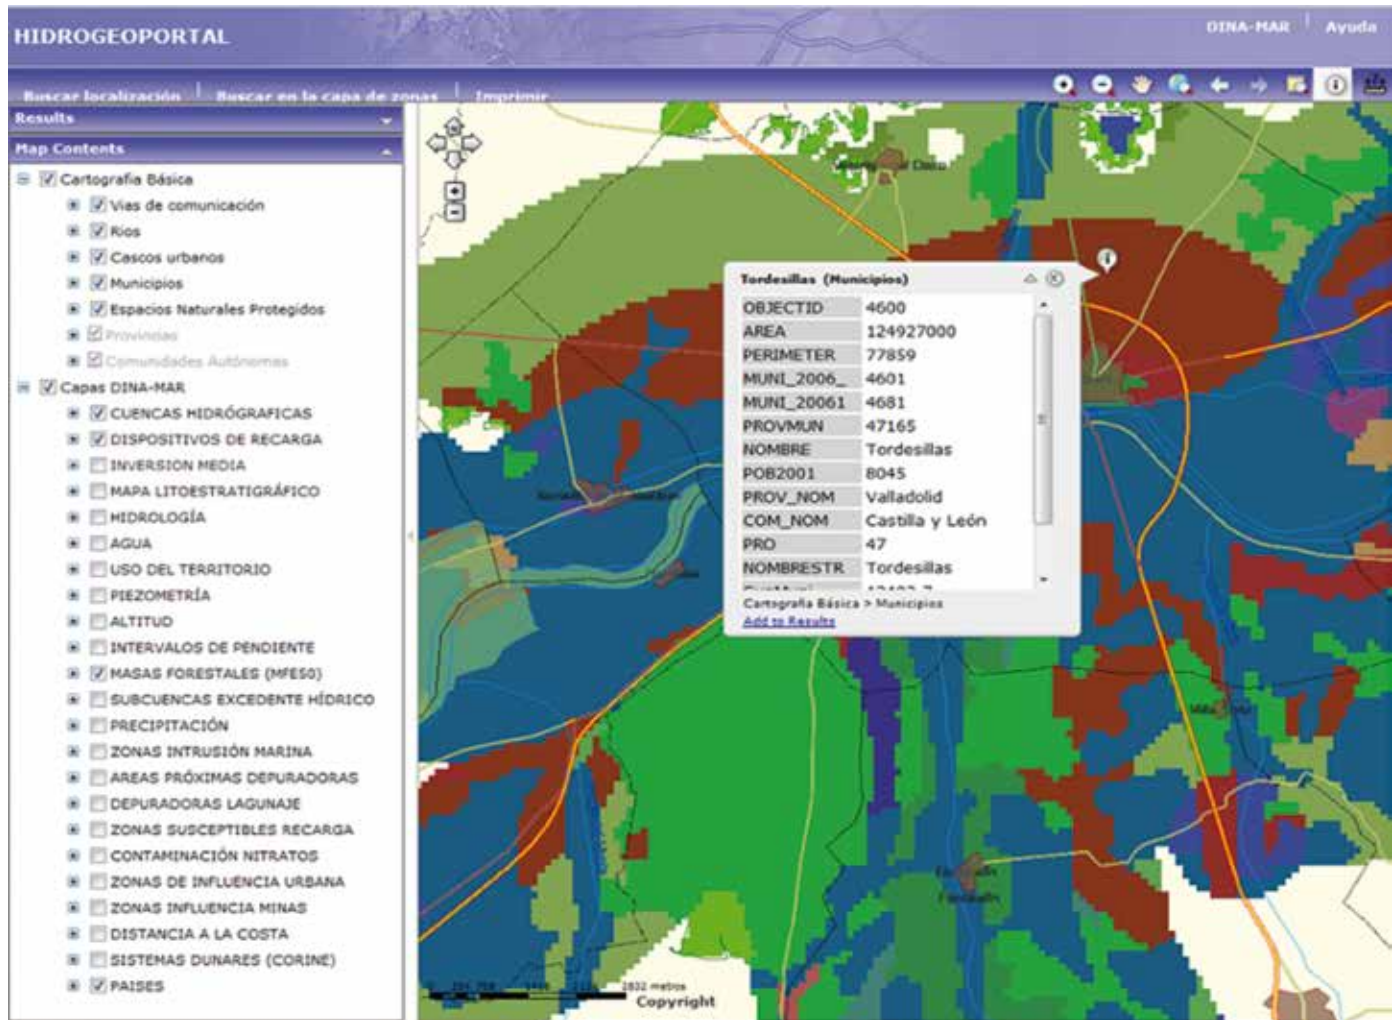 HIDROGEOPORTAL
DINA-MAR Ayuda
Buscar localización Buscar en la capa de zonas Imprimir
Results
Map Contents
Cartografia Básica
Vias de comunicación
Rios
Cascos urbanos
Municipios
Espacios Naturales Protegidos
Provincias
Comunidades Autónomas
Capas DINA-MAR
CUENCAS HIDRÓGRAFICAS
DISPOSITIVOS DE RECARGA
INVERSION MEDIA
MAPA LITOESTRATIGRÁFICO
HIDROLOGÍA
AGUA
USO DEL TERRITORIO
PIEZOMETRÍA
ALTITUD
INTERVALOS DE PENDIENTE
MASAS FORESTALES (MFE50)
SUBCUENCAS EXCEDENTE HÍDRICO
PRECIPITACIÓN
ZONAS INTRUSIÓN MARINA
AREAS PRÓXIMAS DEPURADORAS
DEPURADORAS LAGUNAJE
ZONAS SUSCEPTIBLES RECARGA
CONTAMINACIÓN NITRATOS
ZONAS DE INFLUENCIA URBANA
ZONAS INFLUENCIA MINAS
DISTANCIA A LA COSTA
SISTEMAS DUNARES (CORINE)
PAISES
Tordesillas (Municipios)
OBJECTID 4600
AREA 124927000
PERIMETER 77859
MUNI_2006_ 4601
MUNI_20061 4681
PROVMUN 47165
NOMBRE Tordesillas
POB2001 8045
PROV_NOM Valladolid
COM_NOM Castilla y León
PRO 47
NOMBRESTR Tordesillas
Cartografía Básica > Municipios
Add to Results
2832 metros
Copyright